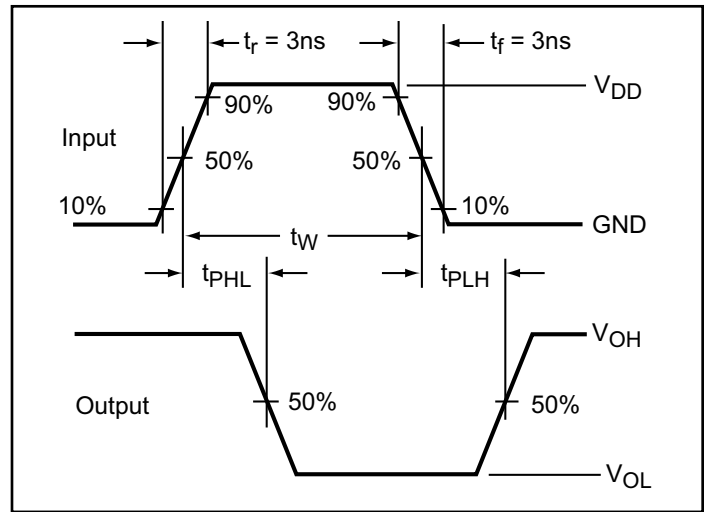 tr = 3ns
tf = 3ns
VDD
90%
90%
Input
50%
50%
10%
10%
GND
tW
tPHL
tPLH
VOH
Output
50%
50%
VOL